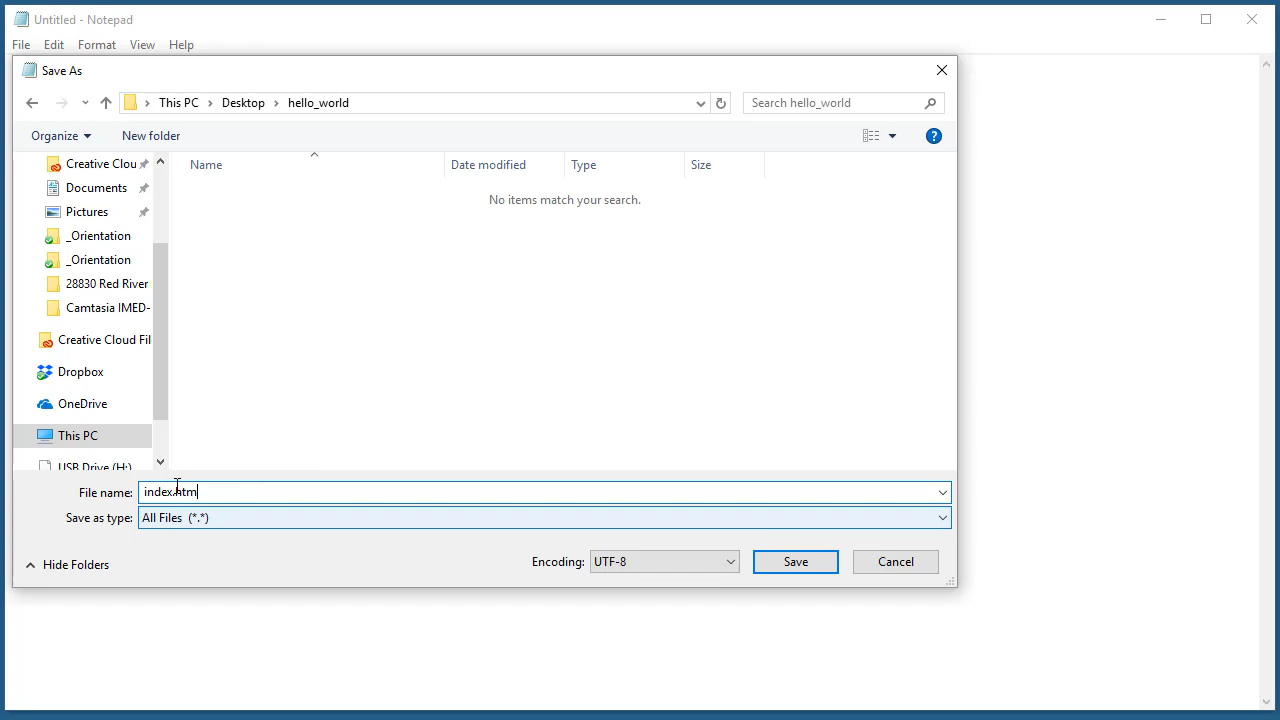 Untitled - Notepad
File Edit Format View Help
Save As
This PC Desktop hello_world Search hello_world
Organize New folder
Name Date modified Type Size
Creative Clou
No items match your search.
Documents
Pictures
_Orientation
_Orientation
28830 Red River
Camtasia IMED-
Creative Cloud Fil
Dropbox
OneDrive
This PC
USB Drive (H:)
File name: index.htm
Save as type: All Files (*.*)
Hide Folders Encoding: UTF-8 Save Cancel